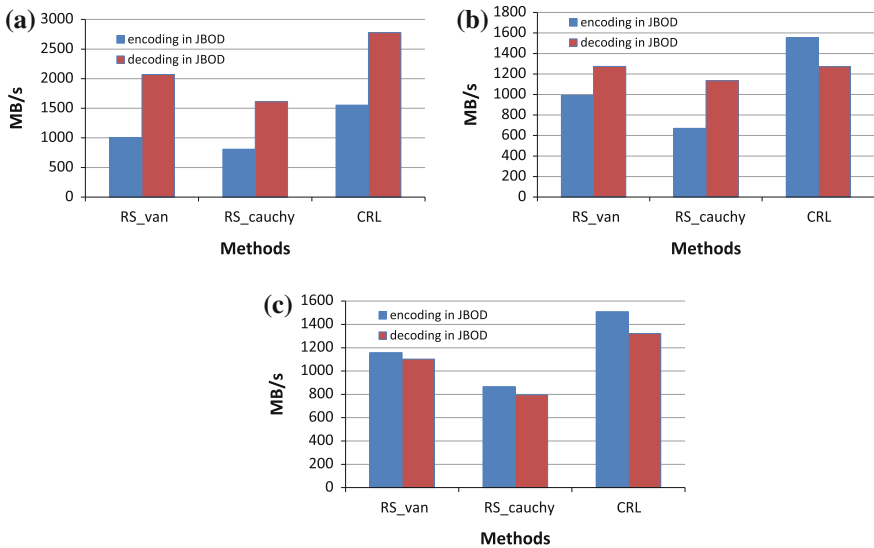 (a)
3000
2500
2000
1500
1000
500
0
MB/s
encoding in JBOD
decoding in JBOD
RS_van RS_cauchy CRL
Methods
(b)
1800
1600
1400
1200
1000
800
600
400
200
0
MB/s
encoding in JBOD
decoding in JBOD
RS_van RS_cauchy CRL
Methods
(c)
1600
1400
1200
1000
800
600
400
200
0
MB/s
encoding in JBOD
decoding in JBOD
RS_van RS_cauchy CRL
Methods